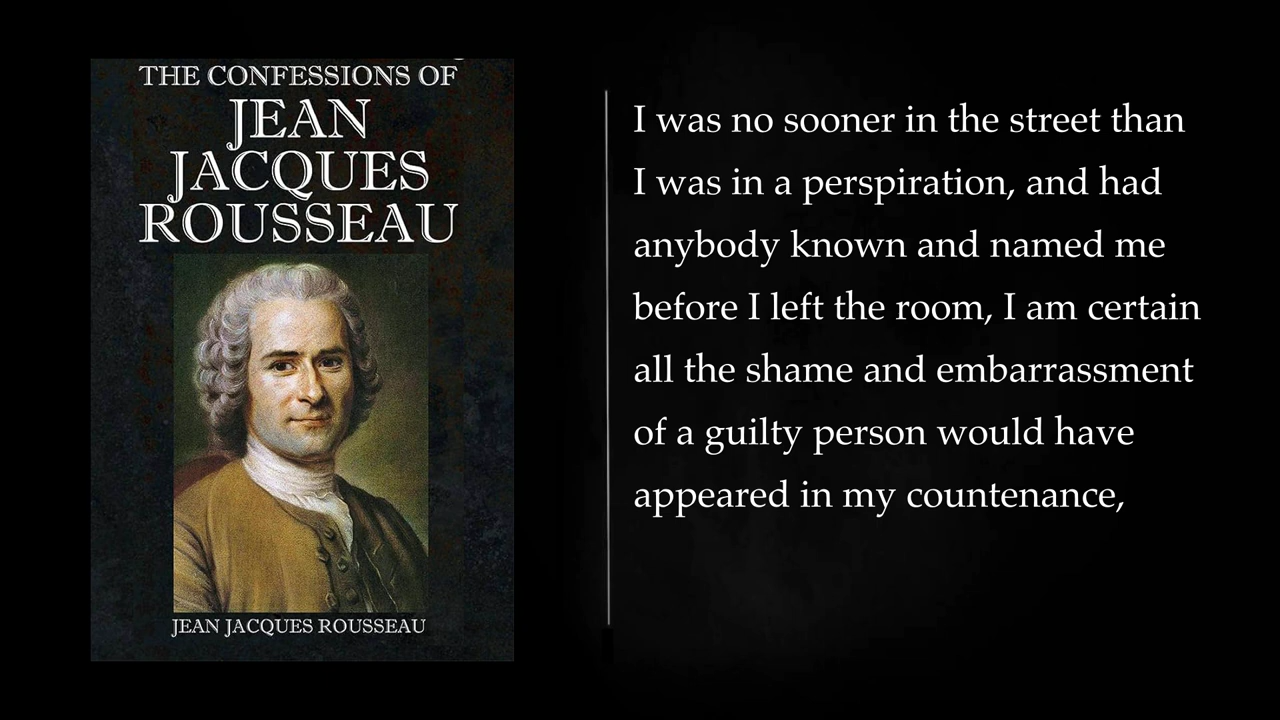 THE CONFESSIONS OF
JEAN
JACQUES
ROUSSEAU
JEAN JACQUES ROUSSEAU
I was no sooner in the street than
I was in a perspiration, and had
anybody known and named me
before I left the room, I am certain
all the shame and embarrassment
of a guilty person would have
appeared in my countenance,